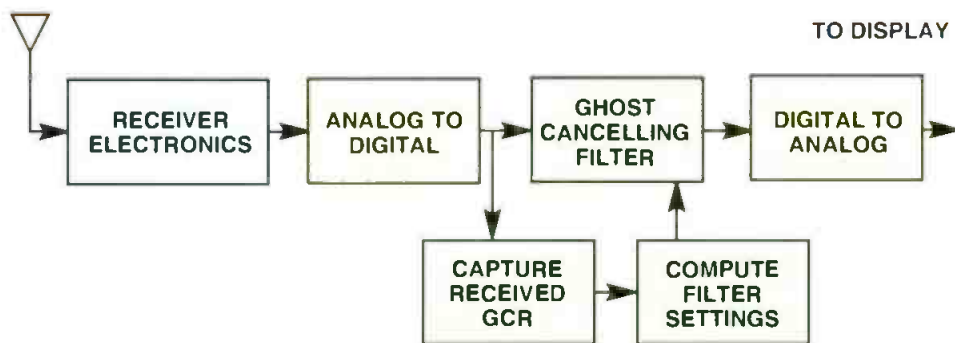 TO DISPLAY
RECEIVER
ELECTRONICS
ANALOG TO
DIGITAL
GHOST
CANCELLING
FILTER
DIGITAL TO
ANALOG
CAPTURE
RECEIVED
GCR
COMPUTE
FILTER
SETTINGS